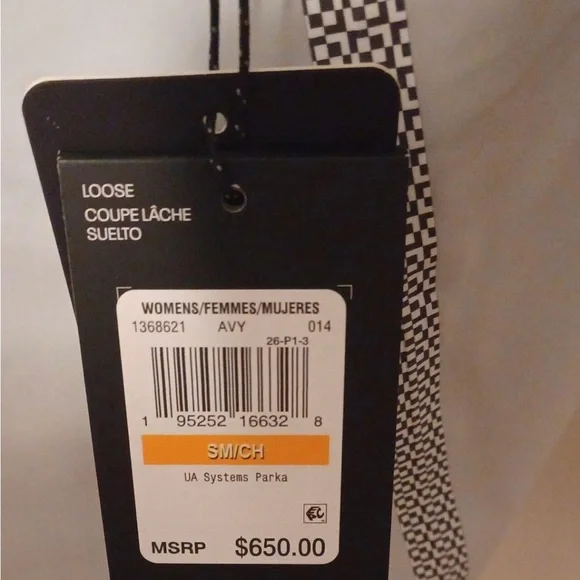 LOOSE
COUPE LÂCHE
SUELTO
WOMENS/FEMMES/MUJERES
1368621 AVY 014
26-P1-3
1 95252 16632 8
SM/CH
UA Systems Parka
MSRP $650.00